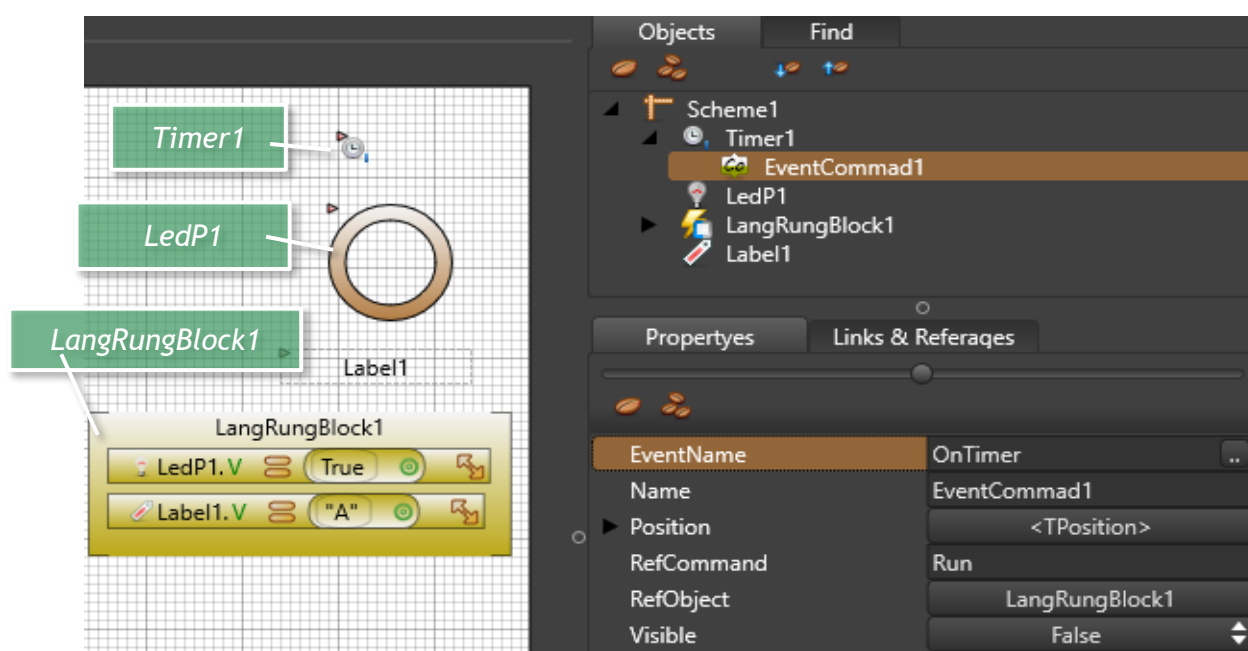 Timer1
LedP1
LangRungBlock1
Label1
LangRungBlock1
LedP1.V True
Label1.V "A"
Objects Find
Scheme1
Timer1
Go EventCommad1
LedP1
LangRungBlock1
Label1
Propertyes Links & Referages
EventName OnTimer ..
Name EventCommad1
Position <TPosition>
RefCommand Run
RefObject LangRungBlock1
Visible False